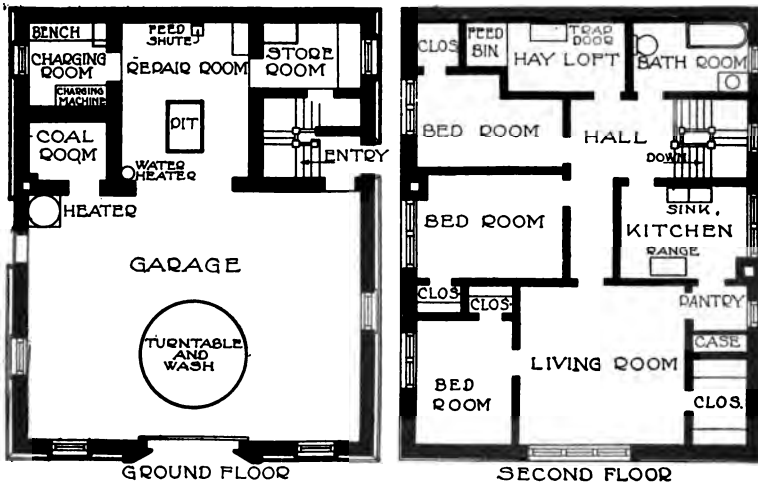 BENCH
CHARGING
ROOM
CHARGING
MACHINE
FEED
SHUTE
REPAIR ROOM
STORE
ROOM
COAL
ROOM
PIT
WATER
HEATER
ENTRY
HEATER
GARAGE
TURNTABLE
AND
WASH
GROUND FLOOR
CLOS
FEED
BIN
TRAP
DOOR
HAY LOFT
BATH ROOM
BED ROOM
HALL
DOWN
BED ROOM
SINK.
KITCHEN
RANGE
CLOS
CLOS
PANTRY
CASE
LIVING ROOM
BED
ROOM
CLOS.
SECOND FLOOR